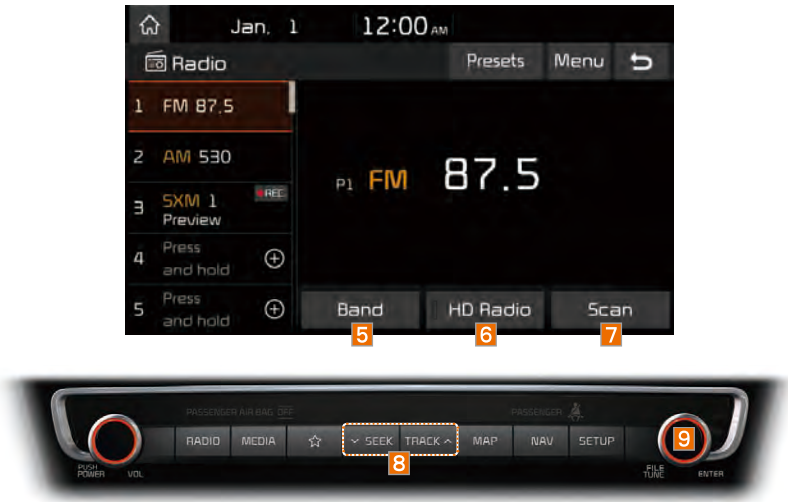 Jan. 1 12:00 AM
Radio Presets Menu
1 FM 87.5
2 AM 530
3 SXM 1 REC
Preview
4 Press
and hold
5 Press
and hold
P1 FM 87.5
Band HD Radio Scan
5 6 7
PASSENGER AIR BAG OFF PASSENGER
RADIO MEDIA SEEK TRACK MAP NAV SETUP 9
8
PUSH
POWER VOL
FILE
TUNE ENTER